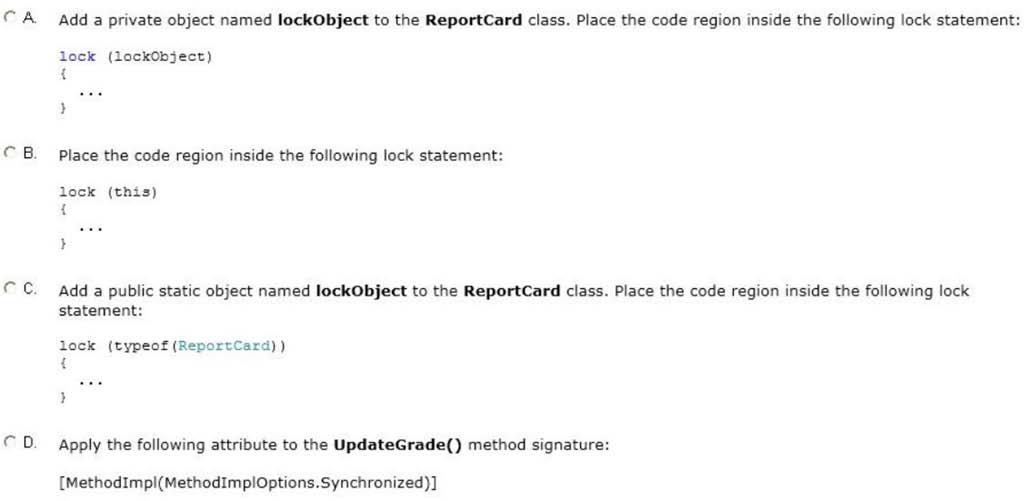 A. Add a private object named lockObject to the ReportCard class. Place the code region inside the following lock statement:
lock (lockObject)
{
...
}
B. Place the code region inside the following lock statement:
lock (this)
{
...
}
C. Add a public static object named lockObject to the ReportCard class. Place the code region inside the following lock
statement:
lock (typeof(ReportCard))
{
...
}
D. Apply the following attribute to the UpdateGrade() method signature:
[MethodImpl(MethodImplOptions.Synchronized)]